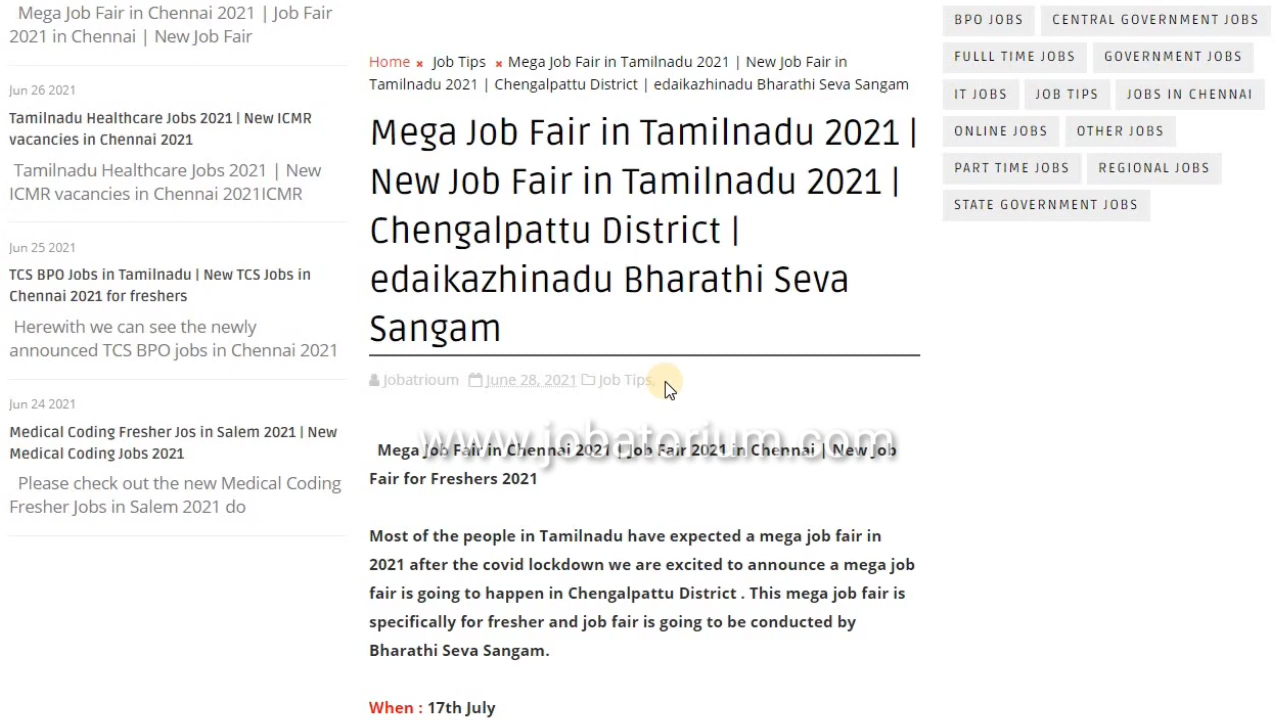 Mega Job Fair in Chennai 2021 | Job Fair
2021 in Chennai | New Job Fair
Jun 26 2021
Tamilnadu Healthcare Jobs 2021 | New ICMR
vacancies in Chennai 2021
Tamilnadu Healthcare Jobs 2021 | New
ICMR vacancies in Chennai 2021ICMR
Jun 25 2021
TCS BPO Jobs in Tamilnadu | New TCS Jobs in
Chennai 2021 for freshers
Herewith we can see the newly
announced TCS BPO jobs in Chennai 2021
Jun 24 2021
Medical Coding Fresher Jos in Salem 2021 | New
Medical Coding Jobs 2021
Please check out the new Medical Coding
Fresher Jobs in Salem 2021 do
Home × Job Tips × Mega Job Fair in Tamilnadu 2021 | New Job Fair in
Tamilnadu 2021 | Chengalpattu District | edaikazhinadu Bharathi Seva Sangam
Mega Job Fair in Tamilnadu 2021 |
New Job Fair in Tamilnadu 2021 |
Chengalpattu District |
edaikazhinadu Bharathi Seva
Sangam
Jobatrioum June 28, 2021 Job Tips,
www.jobatorium.com
Mega Job Fair in Chennai 2021 | Job Fair 2021 in Chennai | New Job
Fair for Freshers 2021
Most of the people in Tamilnadu have expected a mega job fair in
2021 after the covid lockdown we are excited to announce a mega job
fair is going to happen in Chengalpattu District . This mega job fair is
specifically for fresher and job fair is going to be conducted by
Bharathi Seva Sangam.
When : 17th July
BPO JOBS CENTRAL GOVERNMENT JOBS
FULLL TIME JOBS GOVERNMENT JOBS
IT JOBS JOB TIPS JOBS IN CHENNAI
ONLINE JOBS OTHER JOBS
PART TIME JOBS REGIONAL JOBS
STATE GOVERNMENT JOBS